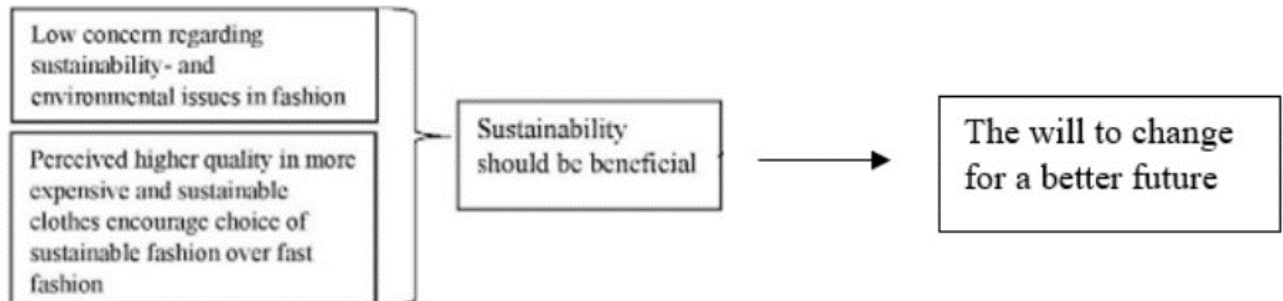 Low concern regarding
sustainability- and
environmental issues in fashion
Perceived higher quality in more
expensive and sustainable
clothes encourage choice of
sustainable fashion over fast
fashion
Sustainability
should be beneficial
The will to change
for a better future